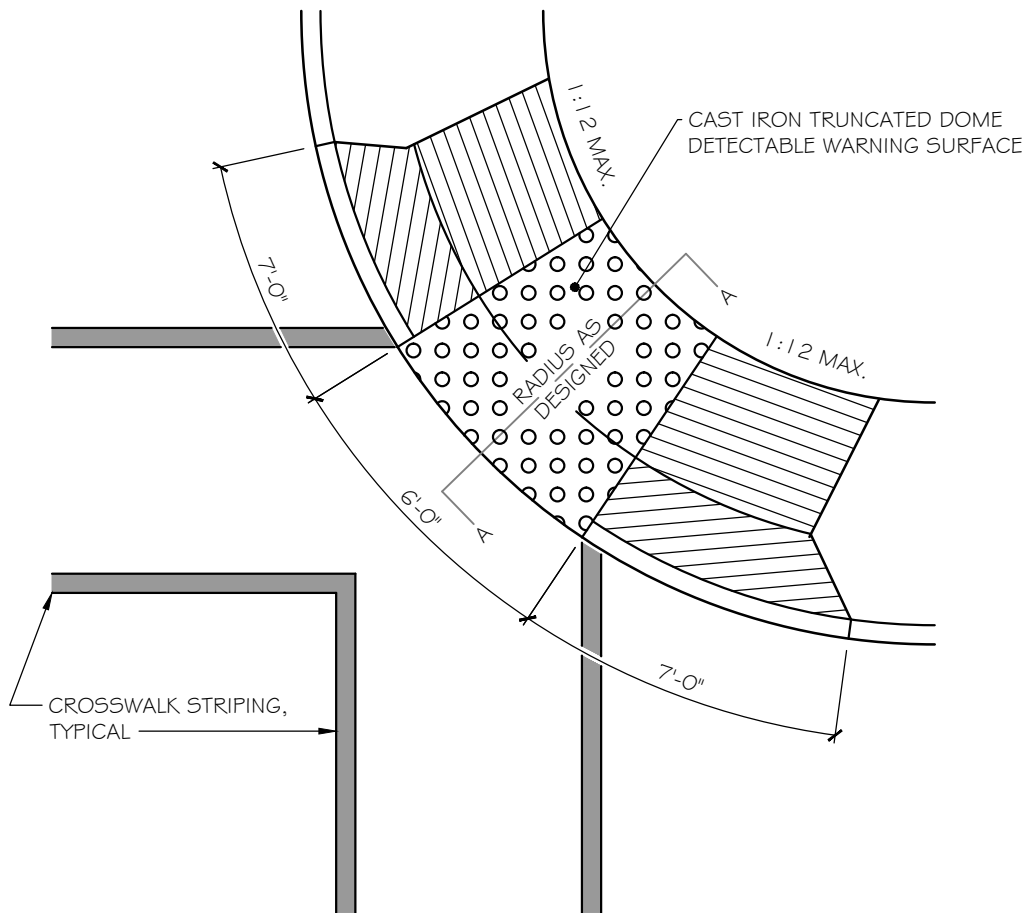 1:12 MAX.
CAST IRON TRUNCATED DOME
DETECTABLE WARNING SURFACE
7'-0"
A
1:12 MAX.
RADIUS AS
DESIGNED
6'-0"
A
7'-0"
CROSSWALK STRIPING,
TYPICAL